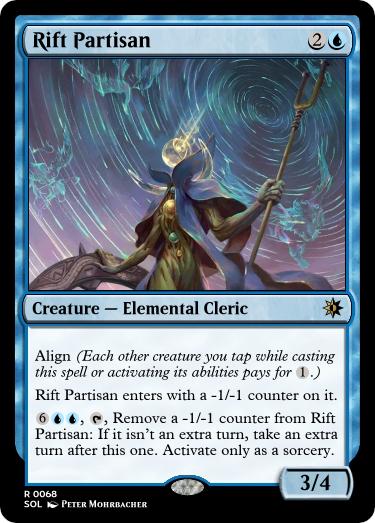 Rift Partisan 2
Creature — Elemental Cleric
Align (Each other creature you tap while casting
this spell or activating its abilities pays for 1.)
Rift Partisan enters with a -1/-1 counter on it.
6, Remove a -1/-1 counter from Rift
Partisan: If it isn't an extra turn, take an extra
turn after this one. Activate only as a sorcery.
3/4
R 0068
SOL Peter Mohrbacher